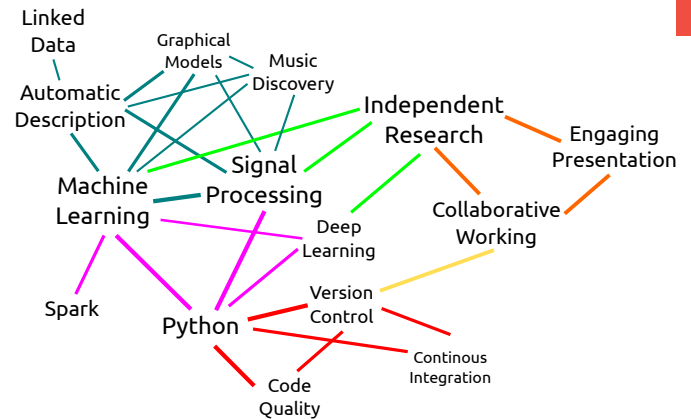 Linked
Data
Graphical
Models
Music
Discovery
Automatic
Description
Independent
Research
Engaging
Presentation
Signal
Processing
Machine
Learning
Collaborative
Working
Deep
Learning
Spark
Version
Control
Python
Continous
Integration
Code
Quality